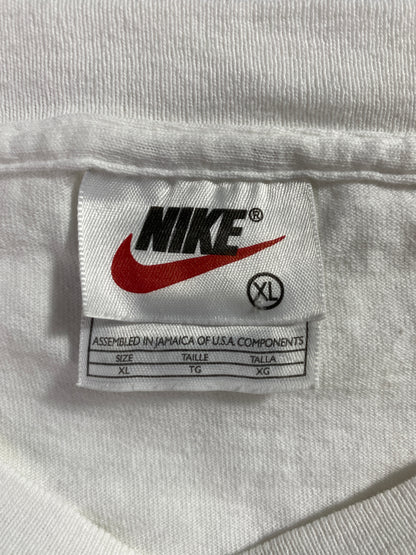 NIKE®
XL
ASSEMBLED IN JAMAICA OF U.S.A. COMPONENTS
SIZE TAILLE TALLA
XL TG XG